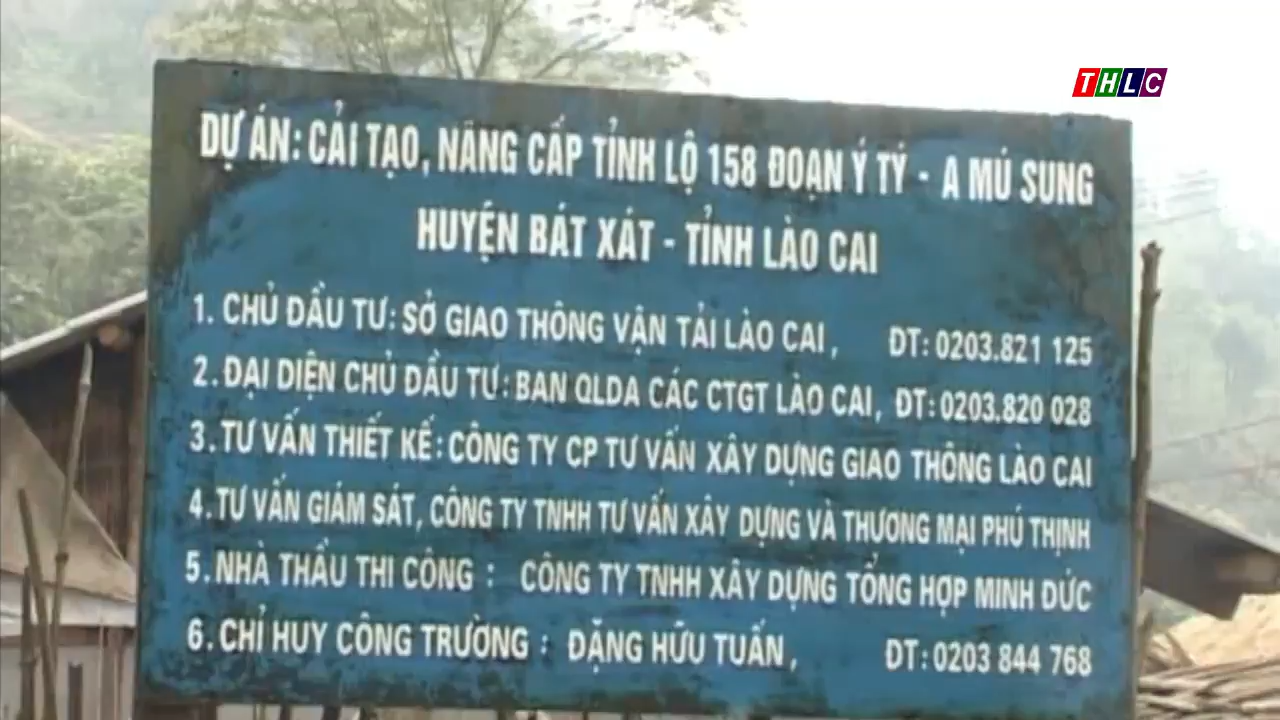 THLC
DỰ ÁN: CẢI TẠO, NÂNG CẤP TỈNH LỘ 158 ĐOẠN Ý TÝ - A MÚ SUNG
HUYỆN BÁT XÁT - TỈNH LÀO CAI
1. CHỦ ĐẦU TƯ: SỞ GIAO THÔNG VẬN TẢI LÀO CAI, ĐT: 0203.821 125
2. ĐẠI DIỆN CHỦ ĐẦU TƯ: BAN QLDA CÁC CTGT LÀO CAI, ĐT: 0203.820 028
3. TƯ VẤN THIẾT KẾ: CÔNG TY CP TƯ VẤN XÂY DỰNG GIAO THÔNG LÀO CAI
4. TƯ VẤN GIÁM SÁT, CÔNG TY TNHH TƯ VẤN XÂY DỰNG VÀ THƯƠNG MẠI PHÚ THỊNH
5. NHÀ THẦU THI CÔNG : CÔNG TY TNHH XÂY DỰNG TỔNG HỢP MINH ĐỨC
6. CHỈ HUY CÔNG TRƯỜNG : ĐẶNG HỮU TUẤN, ĐT: 0203 844 768